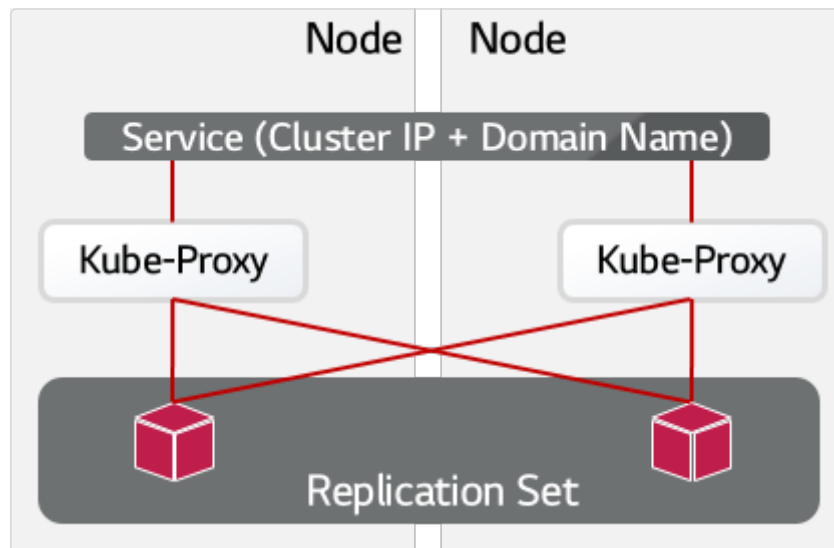 Node
Node
Service (Cluster IP + Domain Name)
Kube-Proxy
Kube-Proxy
Replication Set